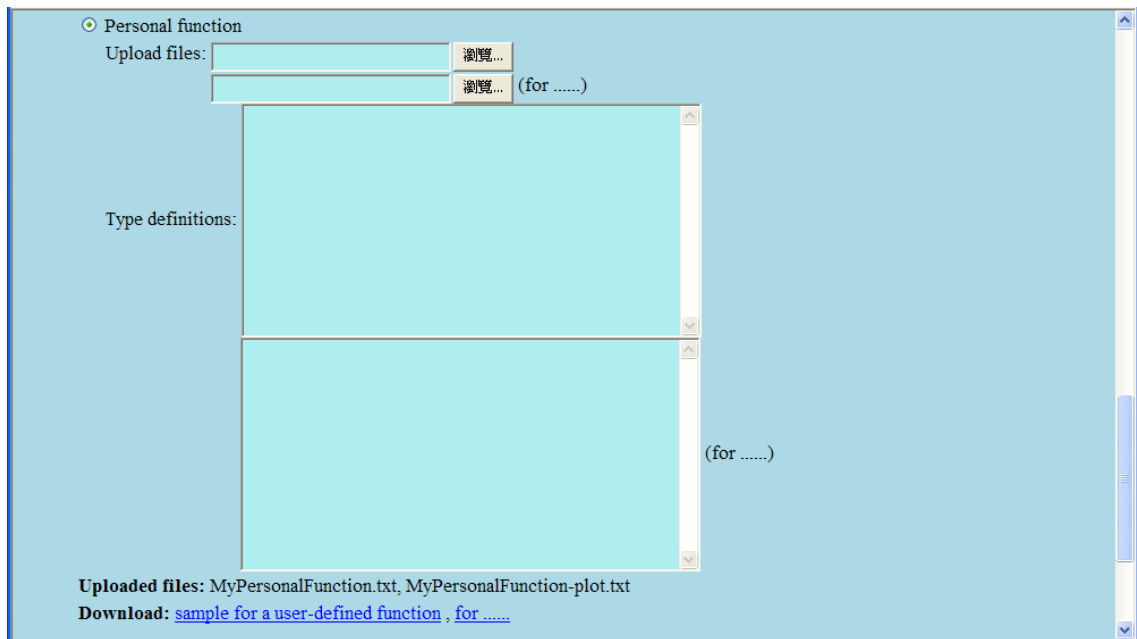 Personal function
Upload files: 瀏覽...
瀏覽... (for ......)
Type definitions:
(for ......)
Uploaded files: MyPersonalFunction.txt, MyPersonalFunction-plot.txt
Download: sample for a user-defined function , for ......